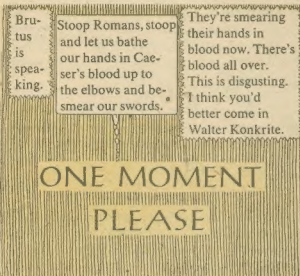 Bru-
tus
is
spea-
king.
Stoop Romans, stoop
and let us bathe
our hands in Cae-
ser's blood up to
the elbows and be-
smear our swords.
They're smearing
their hands in
blood now. There's
blood all over.
This is disgusting.
I think you'd
better come in
Walter Konkrite.
ONE MOMENT
PLEASE